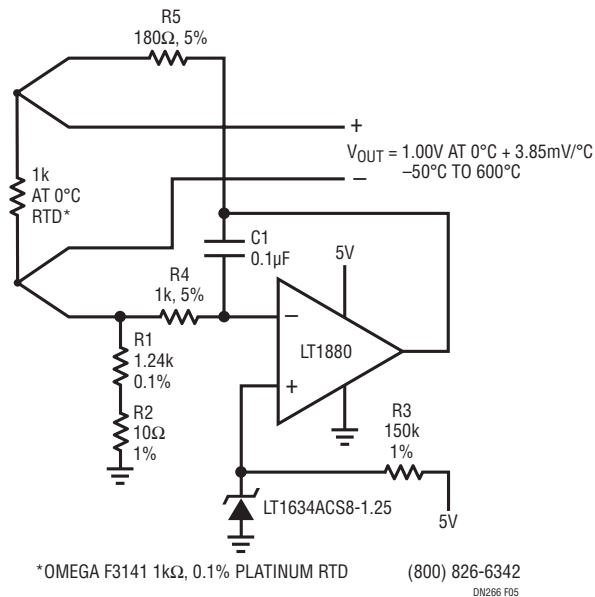 R5
180Ω, 5%
+
VOUT = 1.00V AT 0°C + 3.85mV/°C
–50°C TO 600°C
–
1k
AT 0°C
RTD*
C1
0.1µF
R4
1k, 5%
5V
–
LT1880
+
R1
1.24k
0.1%
R2
10Ω
1%
R3
150k
1%
LT1634ACS8-1.25
5V
*OMEGA F3141 1kΩ, 0.1% PLATINUM RTD
(800) 826-6342
DN266 F05